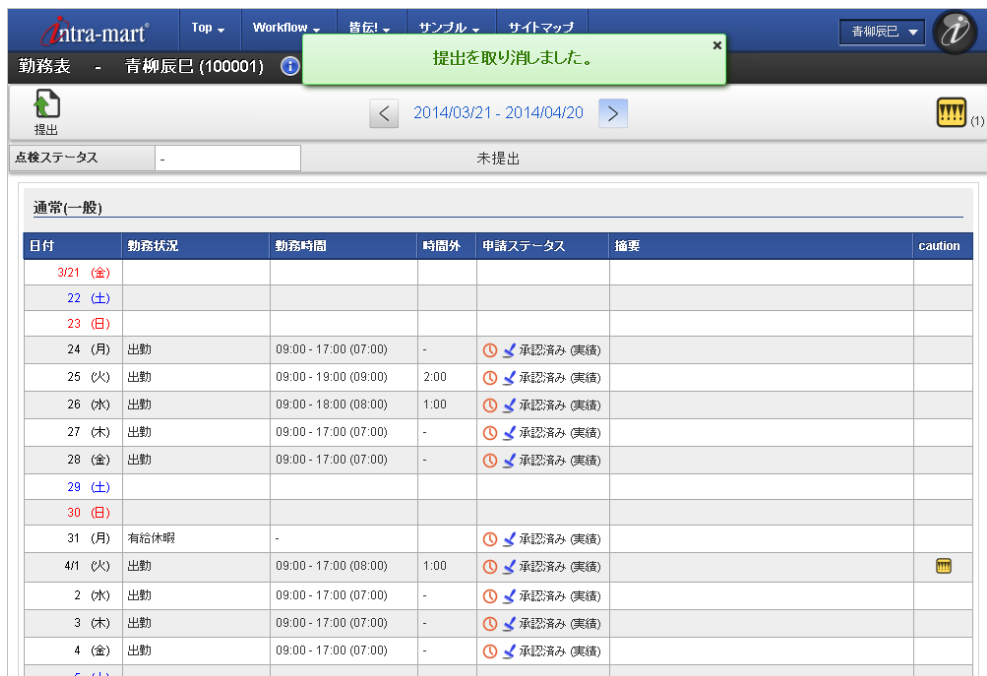 intra-mart® Top Workflow 皆伝! サンプル サイトマップ 青柳辰巳
提出を取り消しました。 ×
勤務表 - 青柳辰巳 (100001)
提出 < 2014/03/21 - 2014/04/20 > (1)
点検ステータス - 未提出
通常(一般)
日付 勤務状況 勤務時間 時間外 申請ステータス 摘要 caution
3/21 (金)
22 (土)
23 (日)
24 (月) 出勤 09:00 - 17:00 (07:00) - 承認済み (実績)
25 (火) 出勤 09:00 - 19:00 (09:00) 2:00 承認済み (実績)
26 (水) 出勤 09:00 - 18:00 (08:00) 1:00 承認済み (実績)
27 (木) 出勤 09:00 - 17:00 (07:00) - 承認済み (実績)
28 (金) 出勤 09:00 - 17:00 (07:00) - 承認済み (実績)
29 (土)
30 (日)
31 (月) 有給休暇 - 承認済み (実績)
4/1 (火) 出勤 09:00 - 17:00 (08:00) 1:00 承認済み (実績)
2 (水) 出勤 09:00 - 17:00 (07:00) - 承認済み (実績)
3 (木) 出勤 09:00 - 17:00 (07:00) - 承認済み (実績)
4 (金) 出勤 09:00 - 17:00 (07:00) - 承認済み (実績)